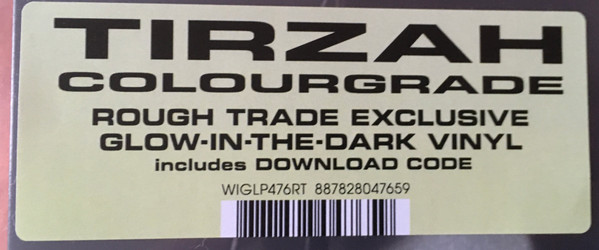 TIRZAH
COLOURGRADE
ROUGH TRADE EXCLUSIVE
GLOW-IN-THE-DARK VINYL
includes DOWNLOAD CODE
WIGLP476RT 887828047659